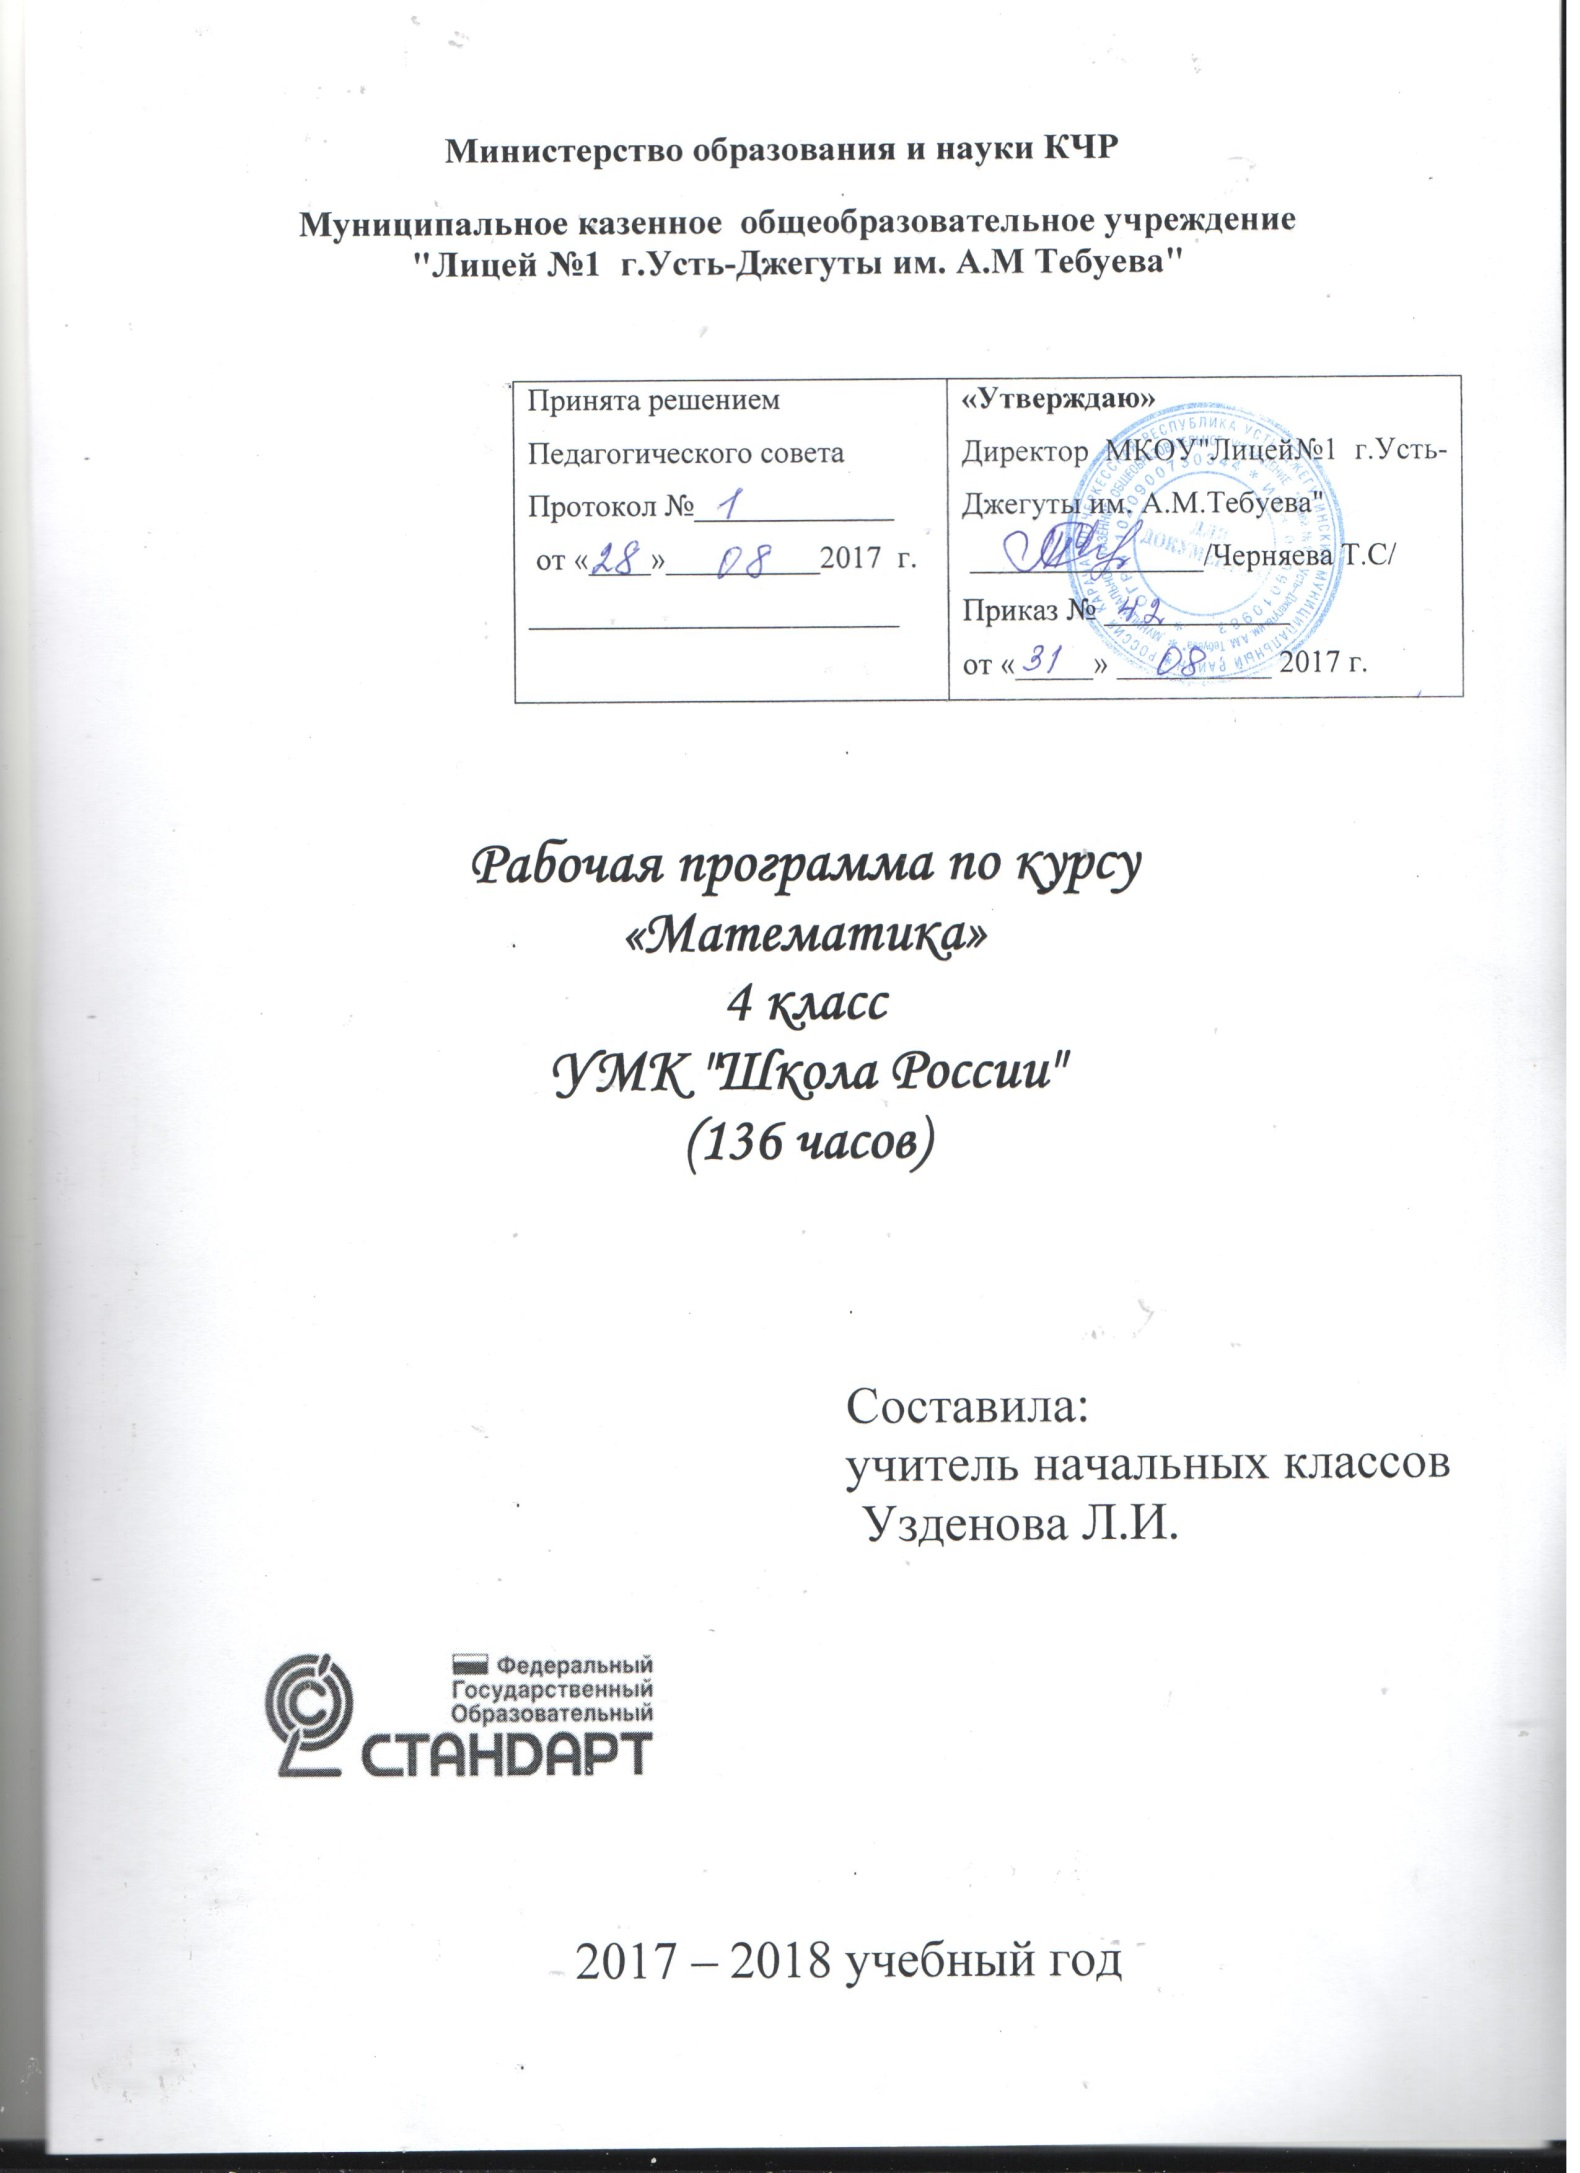 Министерство образования и науки КЧР
Муниципальное казенное общеобразовательное учреждение
"Лицей №1 г.Усть-Джегуты им. А.М Тебуева"
Принята решением
Педагогического совета
Протокол №1
от «28» 08 2017 г.
«Утверждаю»
Директор МКОУ"Лицей№1 г.Усть-
Джегуты им. А.М.Тебуева"
/Черняева Т.С/
Приказ № 42
от «31» 08 2017 г.
Рабочая программа по курсу
«Математика»
4 класс
УМК "Школа России"
(136 часов)
Составила:
учитель начальных классов
Узденова Л.И.
Федеральный
Государственный
Образовательный
СТАНДАРТ
2017 – 2018 учебный год